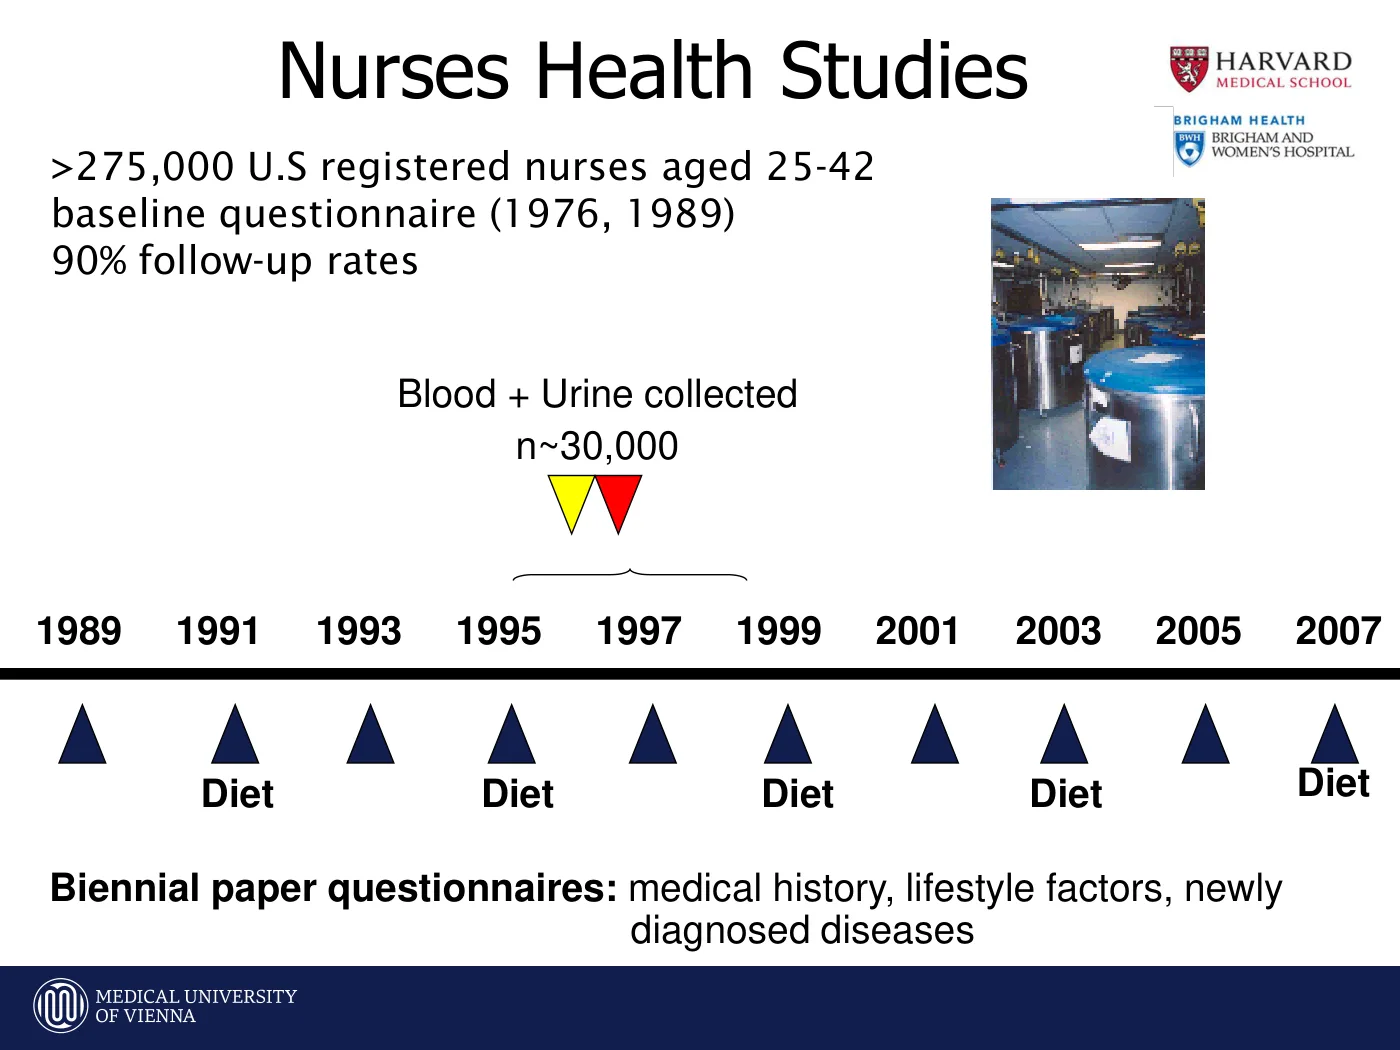 Nurses Health Studies
HARVARD
MEDICAL SCHOOL
BRIGHAM HEALTH
BWH
BRIGHAM AND
WOMEN'S HOSPITAL
>275,000 U.S registered nurses aged 25-42
baseline questionnaire (1976, 1989)
90% follow-up rates
Blood + Urine collected
n~30,000
1989 1991 1993 1995 1997 1999 2001 2003 2005 2007
Diet Diet Diet Diet Diet
Biennial paper questionnaires: medical history, lifestyle factors, newly
diagnosed diseases
MEDICAL UNIVERSITY
OF VIENNA